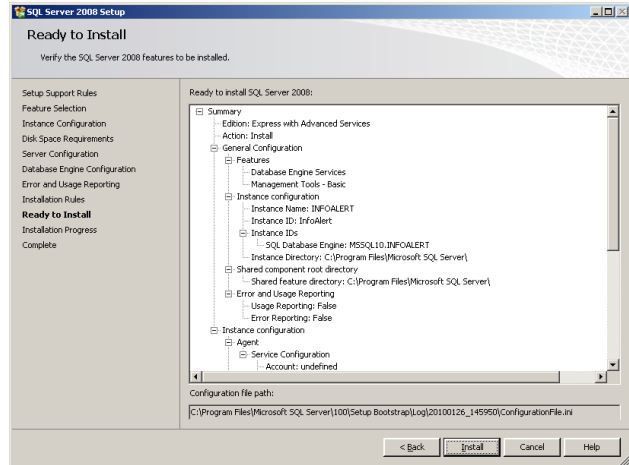 SQL Server 2008 Setup
Ready to Install
Verify the SQL Server 2008 features to be installed.
Setup Support Rules
Feature Selection
Instance Configuration
Disk Space Requirements
Server Configuration
Database Engine Configuration
Error and Usage Reporting
Installation Rules
Ready to Install
Installation Progress
Complete
Ready to install SQL Server 2008:
Summary
Edition: Express with Advanced Services
Action: Install
General Configuration
Features
Database Engine Services
Management Tools - Basic
Instance configuration
Instance Name: INFOALERT
Instance ID: InfoAlert
Instance IDs
SQL Database Engine: MSSQL10.INFOALERT
Instance Directory: C:\Program Files\Microsoft SQL Server\
Shared component root directory
Shared feature directory: C:\Program Files\Microsoft SQL Server\
Error and Usage Reporting
Usage Reporting: False
Error Reporting: False
Instance configuration
Agent
Service Configuration
Account: undefined
Configuration file path:
C:\Program Files\Microsoft SQL Server\100\Setup Bootstrap\Log\20100126_145950\ConfigurationFile.ini
< Back
Install
Cancel
Help